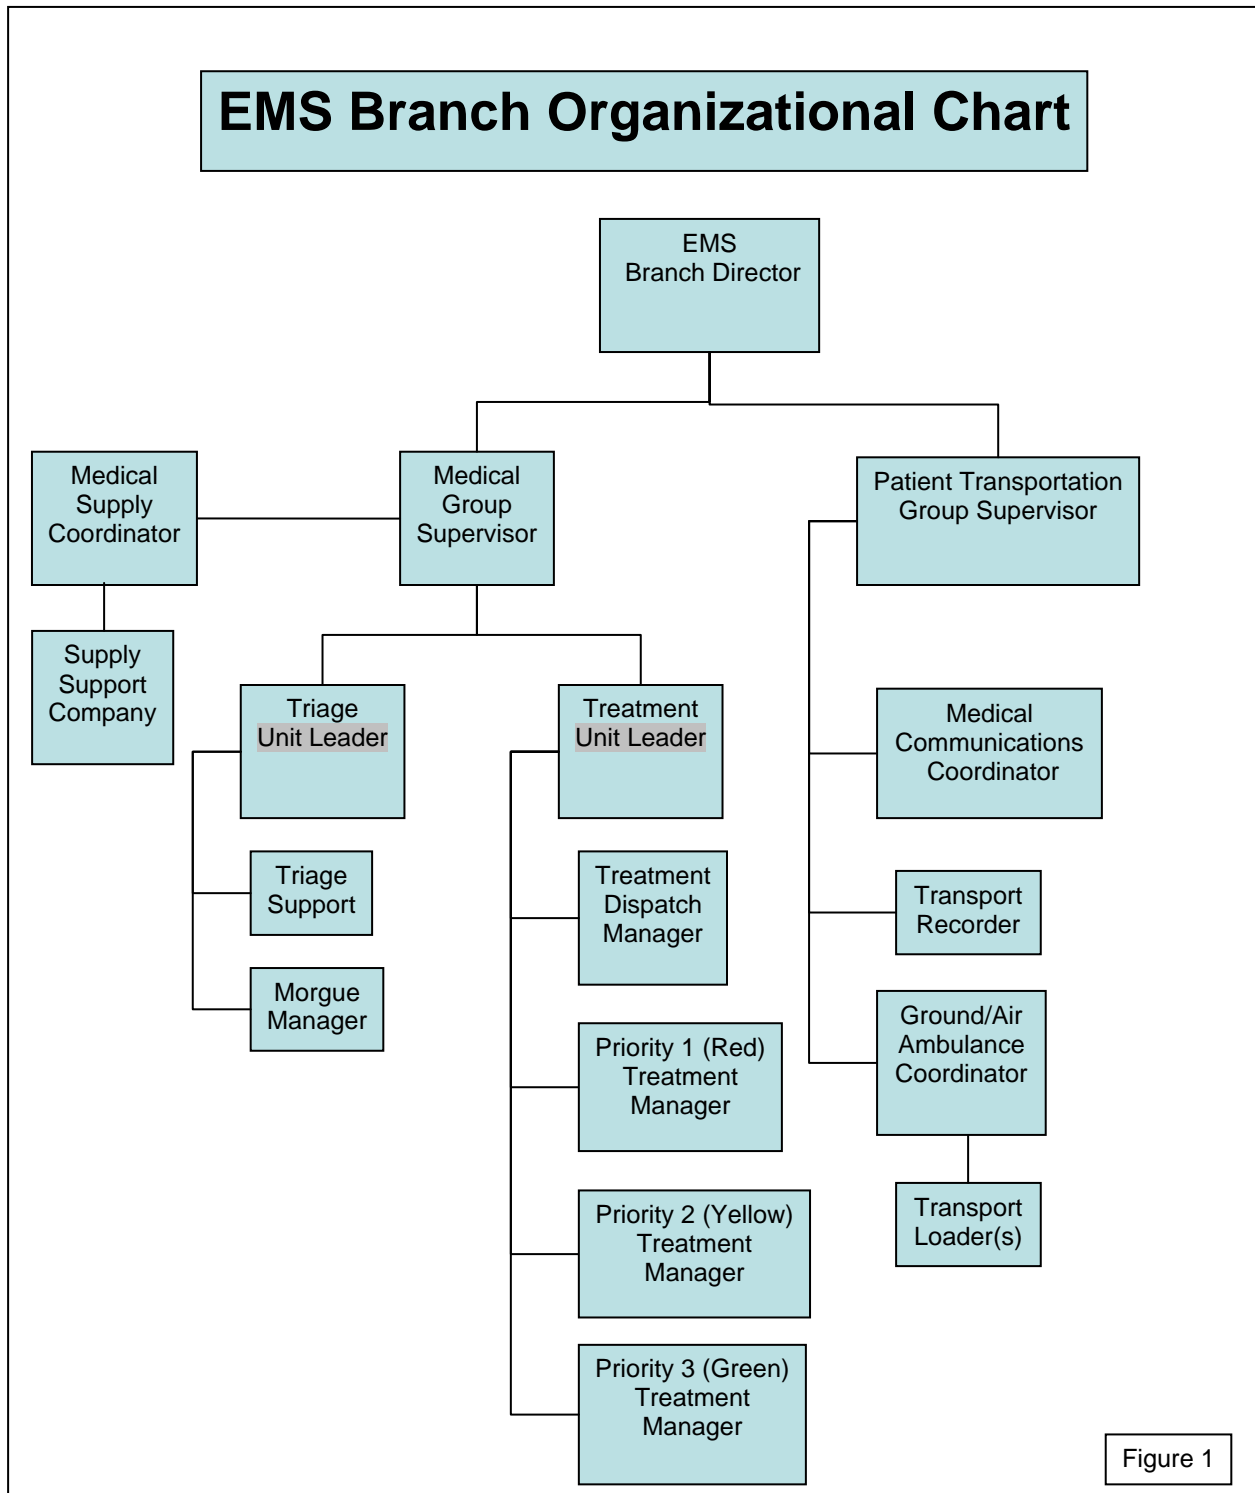 EMS Branch Organizational Chart
EMS
Branch Director
Medical
Supply
Coordinator
Medical
Group
Supervisor
Patient Transportation
Group Supervisor
Supply
Support
Company
Triage
Unit Leader
Treatment
Unit Leader
Medical
Communications
Coordinator
Triage
Support
Treatment
Dispatch
Manager
Transport
Recorder
Morgue
Manager
Ground/Air
Ambulance
Coordinator
Priority 1 (Red)
Treatment
Manager
Transport
Loader(s)
Priority 2 (Yellow)
Treatment
Manager
Priority 3 (Green)
Treatment
Manager
Figure 1